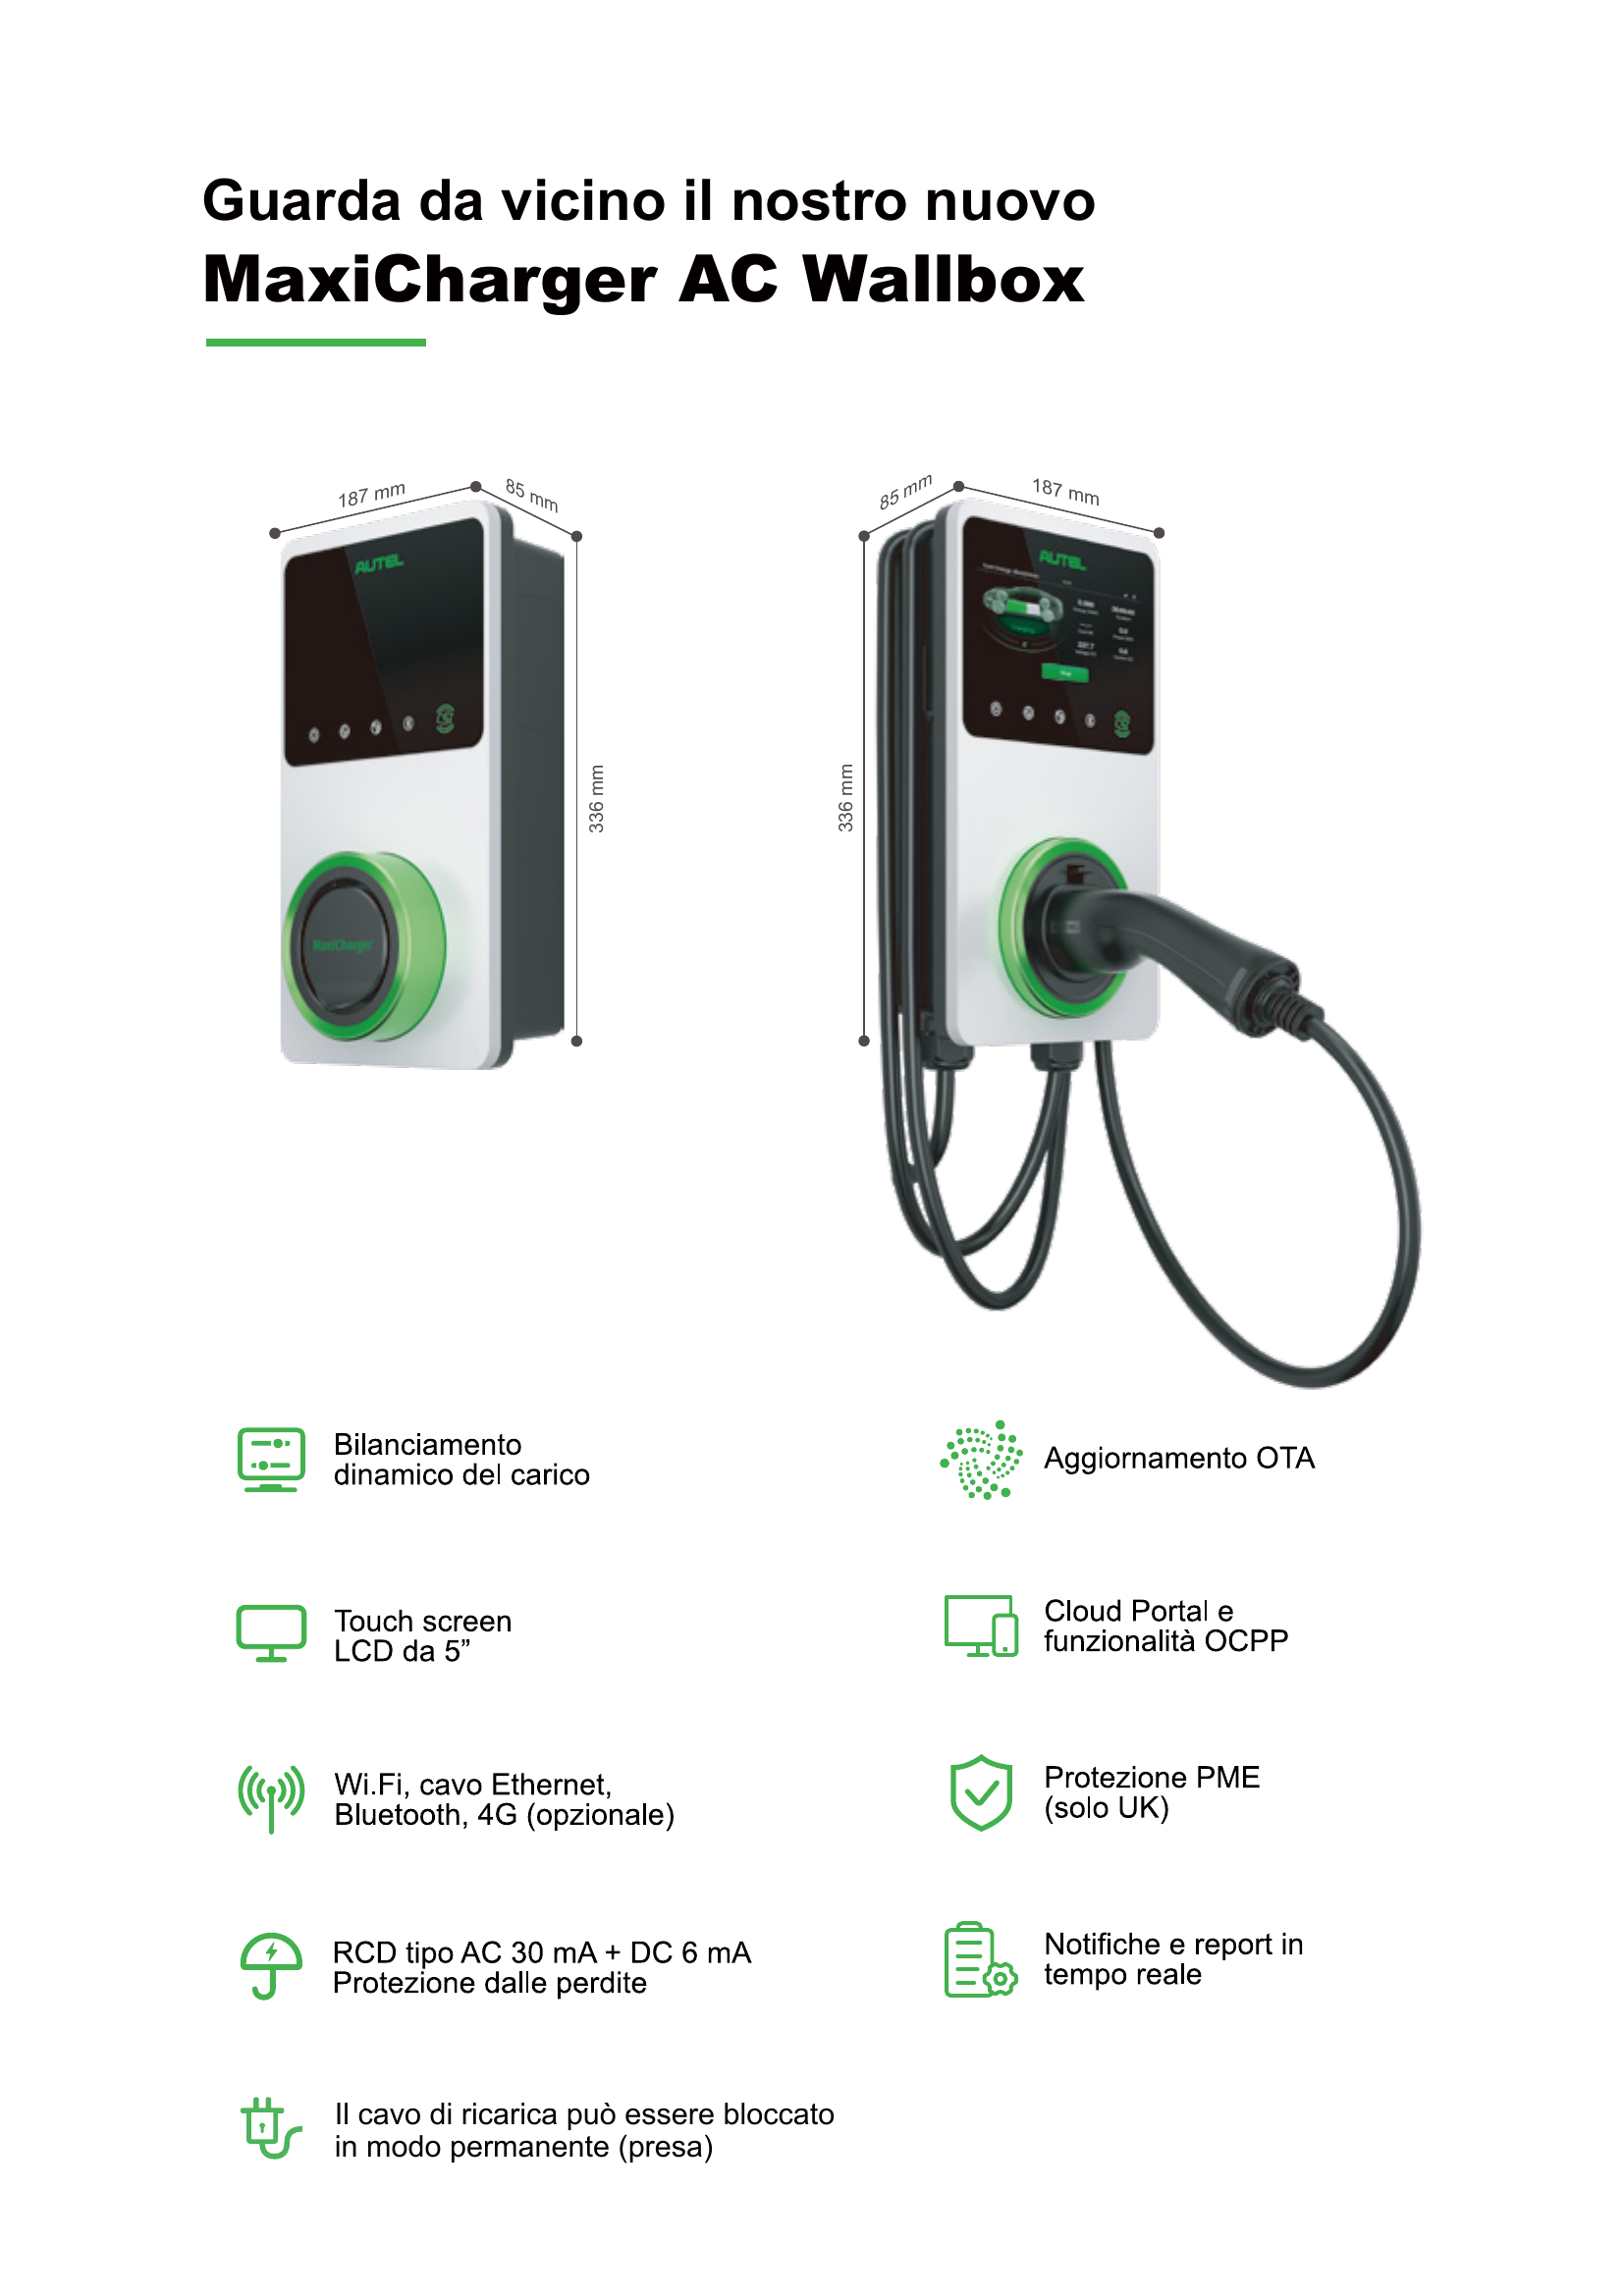 Guarda da vicino il nostro nuovo
MaxiCharger AC Wallbox
187 mm
85 mm
336 mm
AUTEL
MaxiCharger
85 mm
187 mm
336 mm
AUTEL
Bilanciamento
dinamico del carico
Aggiornamento OTA
Touch screen
LCD da 5”
Cloud Portal e
funzionalità OCPP
Wi.Fi, cavo Ethernet,
Bluetooth, 4G (opzionale)
Protezione PME
(solo UK)
RCD tipo AC 30 mA + DC 6 mA
Protezione dalle perdite
Notifiche e report in
tempo reale
Il cavo di ricarica può essere bloccato
in modo permanente (presa)